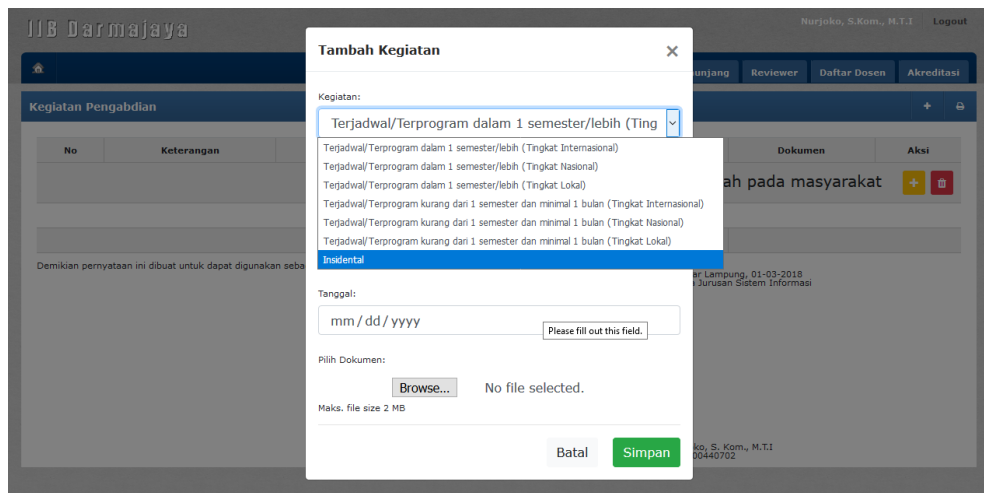 IIB Darmajaya
Nurjoko, S.Kom., M.T.I Logout
unjang Reviewer Daftar Dosen Akreditasi
Kegiatan Pengabdian
No Keterangan Dokumen Aksi
ah pada masyarakat
Demikian pernyataan ini dibuat untuk dapat digunakan seba
ar Lampung, 01-03-2018
Jurusan Sistem Informasi
ko, S. Kom., M.T.I
00440702
Tambah Kegiatan
Kegiatan:
Terjadwal/Terprogram dalam 1 semester/lebih (Ting
Terjadwal/Terprogram dalam 1 semester/lebih (Tingkat Internasional)
Terjadwal/Terprogram dalam 1 semester/lebih (Tingkat Nasional)
Terjadwal/Terprogram dalam 1 semester/lebih (Tingkat Lokal)
Terjadwal/Terprogram kurang dari 1 semester dan minimal 1 bulan (Tingkat Internasional)
Terjadwal/Terprogram kurang dari 1 semester dan minimal 1 bulan (Tingkat Nasional)
Terjadwal/Terprogram kurang dari 1 semester dan minimal 1 bulan (Tingkat Lokal)
Insidental
Tanggal:
mm/dd/yyyy
Please fill out this field.
Pilih Dokumen:
Browse... No file selected.
Maks. file size 2 MB
Batal Simpan